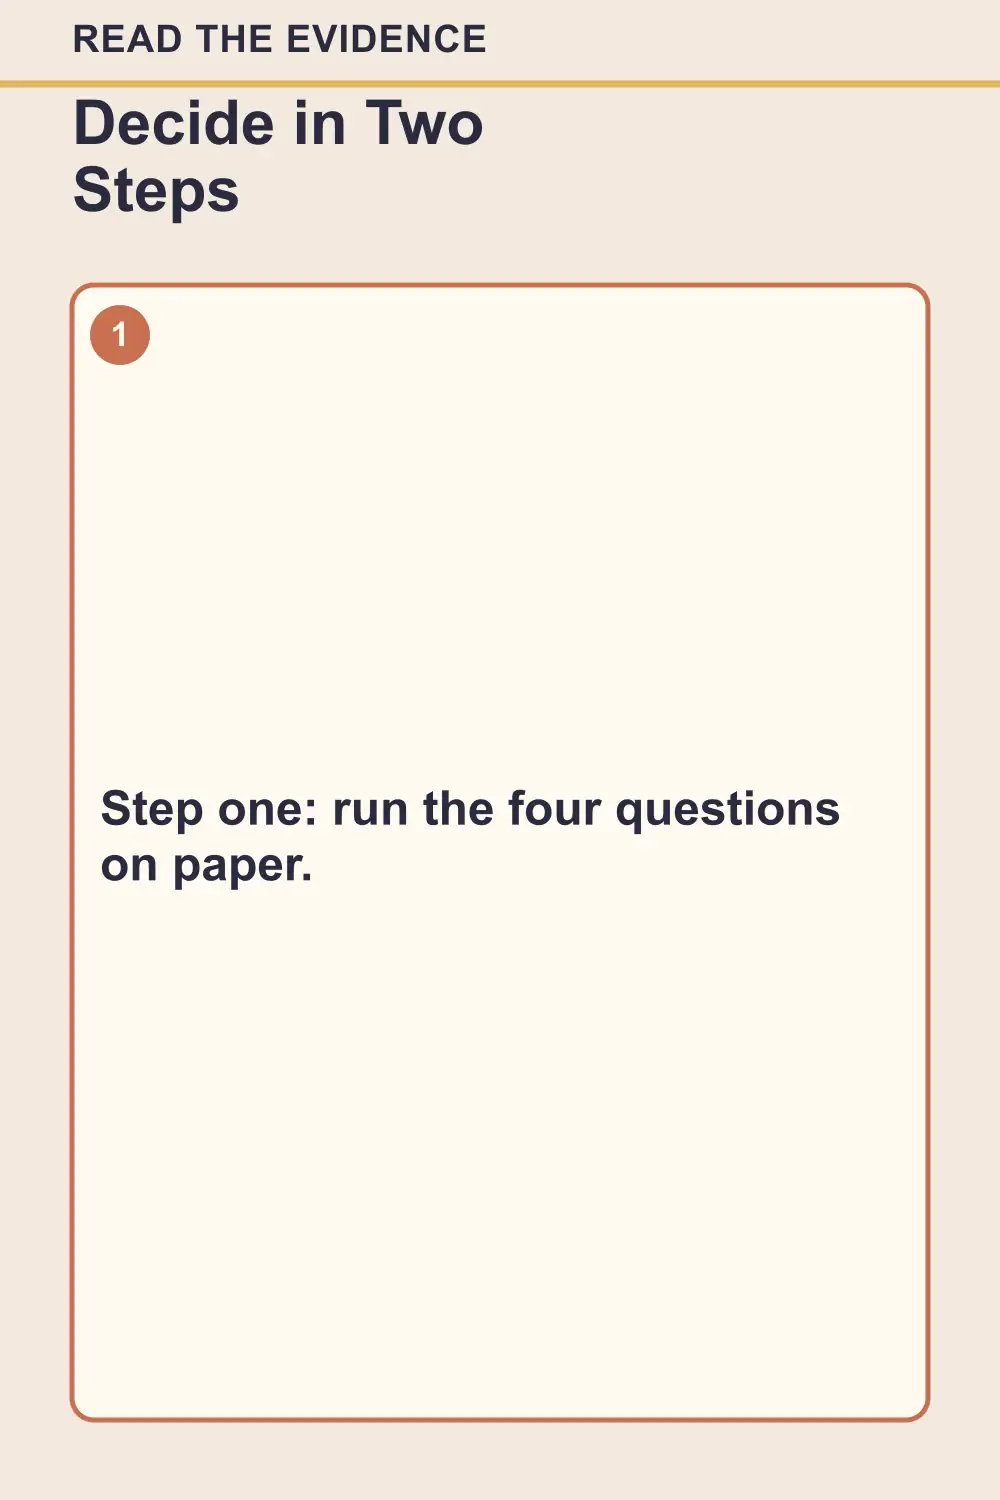 READ THE EVIDENCE
Decide in Two
Steps
1
Step one: run the four questions
on paper.